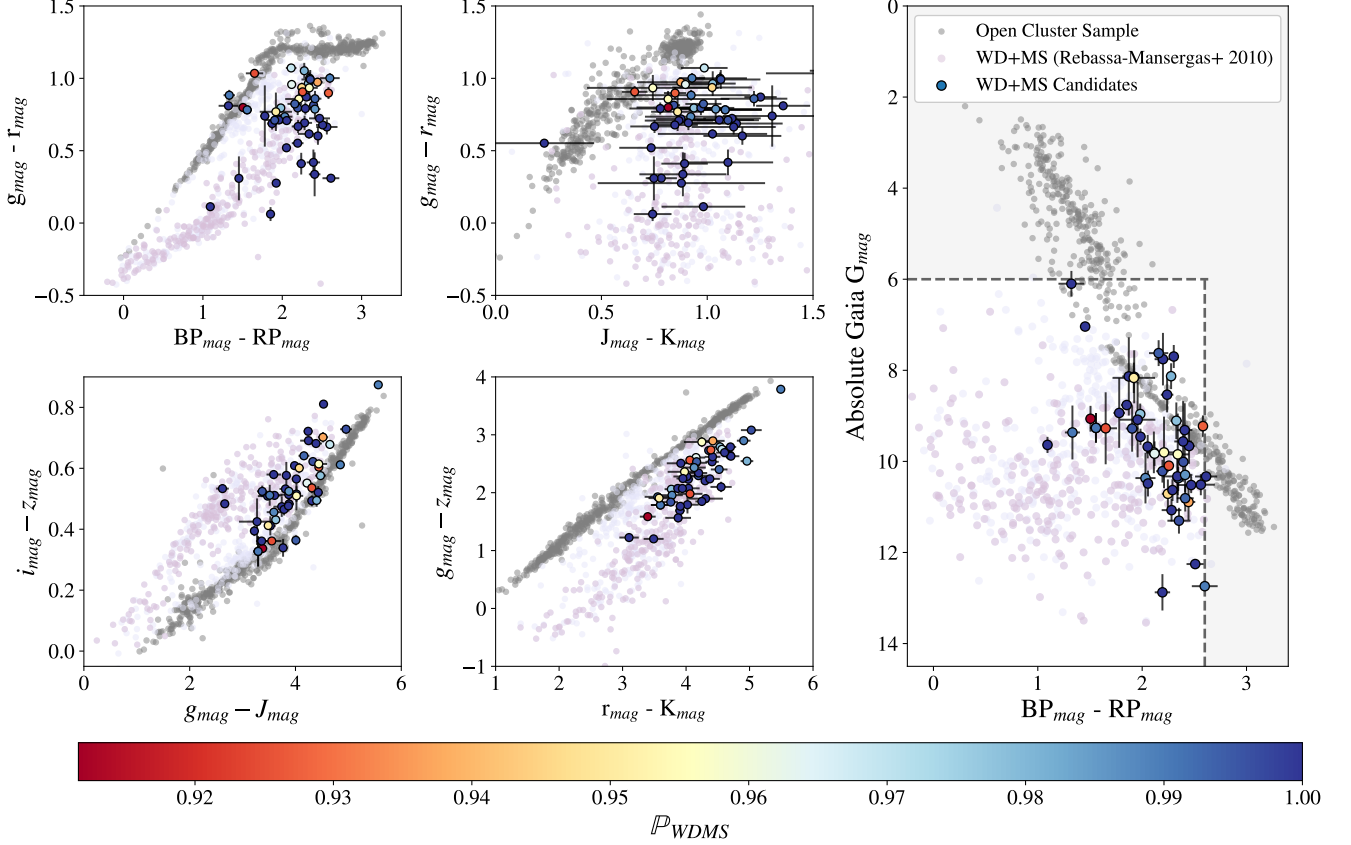 1.5
1.0
0.5
0.0
−0.5
g_mag - r_mag
0 1 2 3
BP_mag - RP_mag
1.5
1.0
0.5
0.0
−0.5
g_mag − r_mag
0.0 0.5 1.0 1.5
J_mag - K_mag
0.8
0.6
0.4
0.2
0.0
i_mag − z_mag
0 2 4 6
g_mag − J_mag
4
3
2
1
0
−1
g_mag − z_mag
1 2 3 4 5 6
r_mag - K_mag
Open Cluster Sample
WD+MS (Rebassa-Mansergas+ 2010)
WD+MS Candidates
0
2
4
6
8
10
12
14
Absolute Gaia G_mag
0 1 2 3
BP_mag - RP_mag
0.92 0.93 0.94 0.95 0.96 0.97 0.98 0.99 1.00
ℙ_WDMS